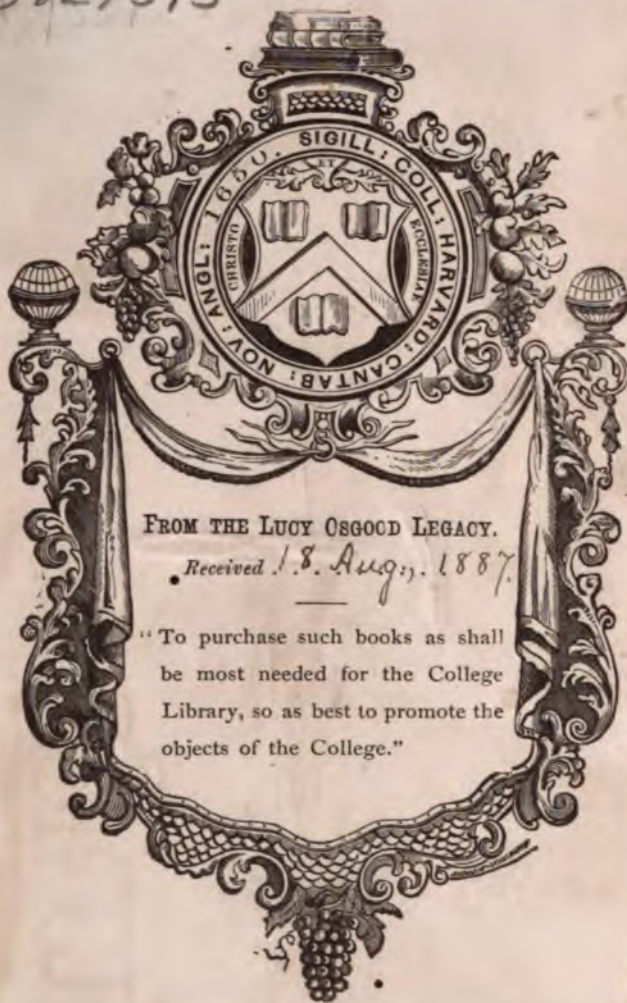 SIGILL: COLL: HARVARD: CANTAB: NOV: ANGL: 1650.
ET
CHRISTO
ECCLESIAE
FROM THE LUCY OSGOOD LEGACY.
Received 18. Aug., 1887.
"To purchase such books as shall
be most needed for the College
Library, so as best to promote the
objects of the College."